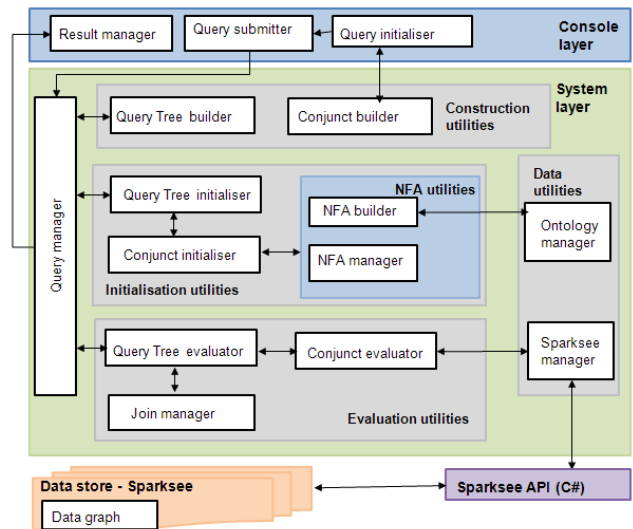 Result manager
Query submitter
Query initialiser
Console
layer
System
layer
Query manager
Query Tree builder
Conjunct builder
Construction
utilities
Query Tree initialiser
Conjunct initialiser
Initialisation utilities
NFA utilities
NFA builder
NFA manager
Data
utilities
Ontology
manager
Query Tree evaluator
Conjunct evaluator
Join manager
Evaluation utilities
Sparksee
manager
Data store - Sparksee
Data graph
Sparksee API (C#)